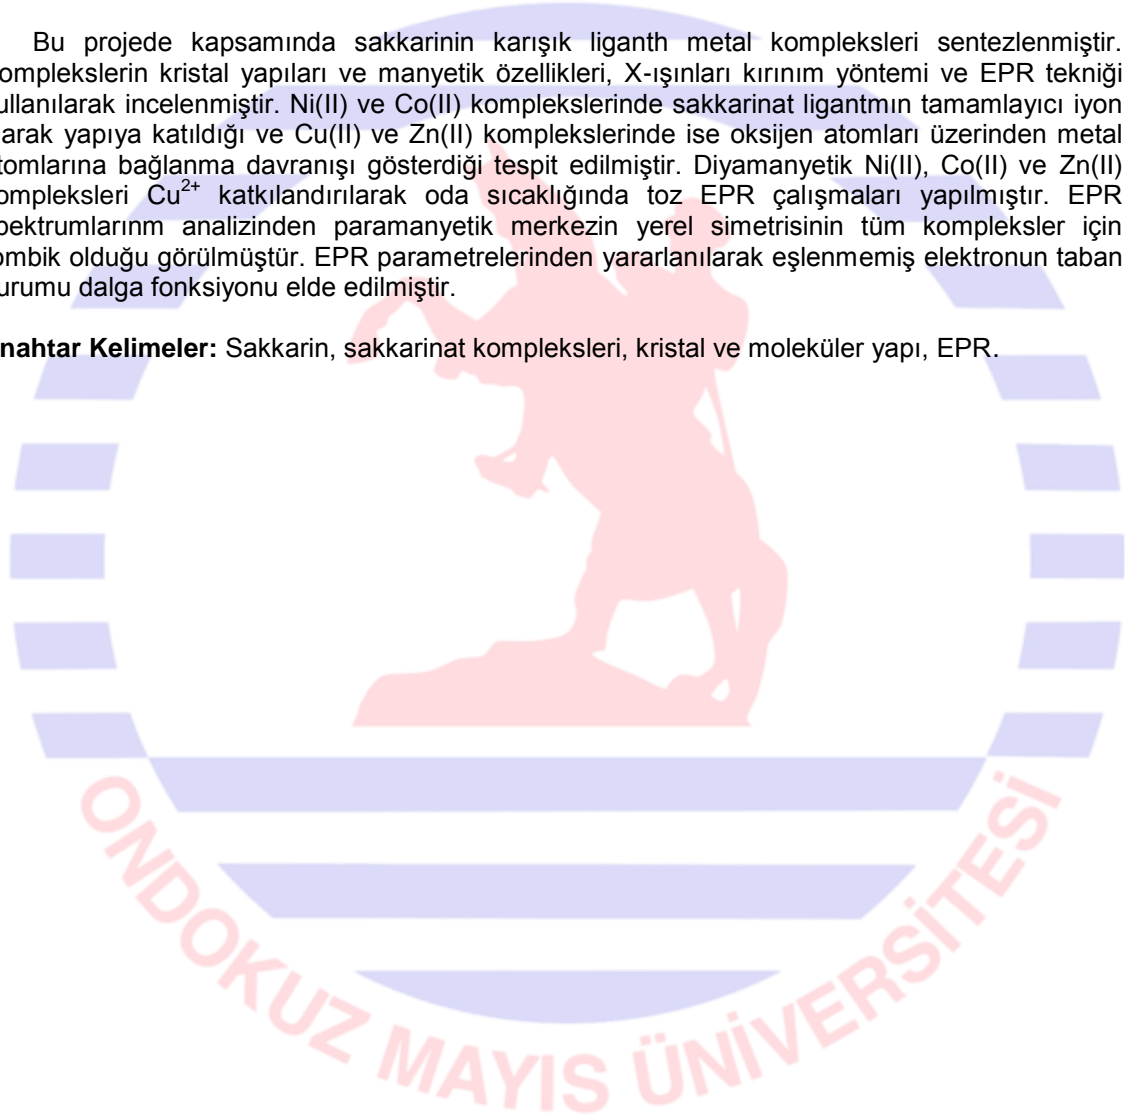 Bu projede kapsamında sakkarinin karışık liganth metal kompleksleri sentezlenmiştir.
omplekslerin kristal yapıları ve manyetik özellikleri, X-ışınları kırınım yöntemi ve EPR tekniği
ullanılarak incelenmiştir. Ni(II) ve Co(II) komplekslerinde sakkarinat ligantmın tamamlayıcı iyon
larak yapıya katıldığı ve Cu(II) ve Zn(II) komplekslerinde ise oksijen atomları üzerinden metal
tomlarına bağlanma davranışı gösterdiği tespit edilmiştir. Diyamanyetik Ni(II), Co(II) ve Zn(II)
ompleksleri Cu2+ katkılandırılarak oda sıcaklığında toz EPR çalışmaları yapılmıştır. EPR
pektrumlarınm analizinden paramanyetik merkezin yerel simetrisinin tüm kompleksler için
ombik olduğu görülmüştür. EPR parametrelerinden yararlanılarak eşlenmemiş elektronun taban
urumu dalga fonksiyonu elde edilmiştir.
nahtar Kelimeler: Sakkarin, sakkarinat kompleksleri, kristal ve moleküler yapı, EPR.
ONDOKUZ MAYIS ÜNİVERSİTESİ